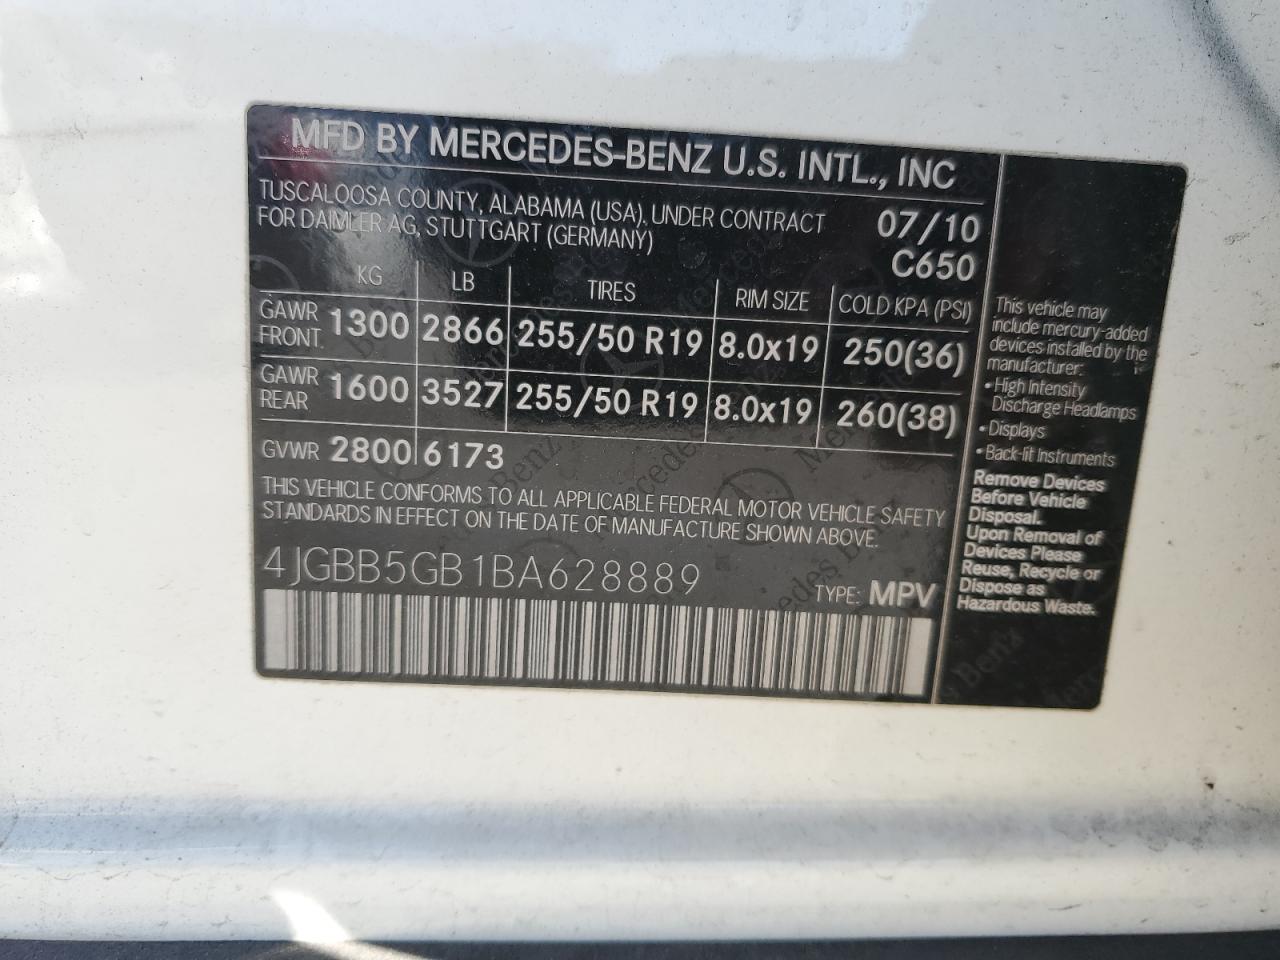 MFD BY MERCEDES-BENZ U.S. INTL., INC
TUSCALOOSA COUNTY, ALABAMA (USA), UNDER CONTRACT
FOR DAIMLER AG, STUTTGART (GERMANY)
07/10
C650
KG LB TIRES RIM SIZE COLD KPA (PSI)
GAWR
FRONT. 1300 2866 255/50 R19 8.0x19 250(36)
GAWR
REAR 1600 3527 255/50 R19 8.0x19 260(38)
GVWR 2800 6173
THIS VEHICLE CONFORMS TO ALL APPLICABLE FEDERAL MOTOR VEHICLE SAFETY
STANDARDS IN EFFECT ON THE DATE OF MANUFACTURE SHOWN ABOVE.
4JGBB5GB1BA628889
TYPE: MPV
This vehicle may
include mercury-added
devices installed by the
manufacturer:
• High Intensity
Discharge Headlamps
• Displays
• Back-lit Instruments
Remove Devices
Before Vehicle
Disposal.
Upon Removal of
Devices Please
Reuse, Recycle or
Dispose as
Hazardous Waste.